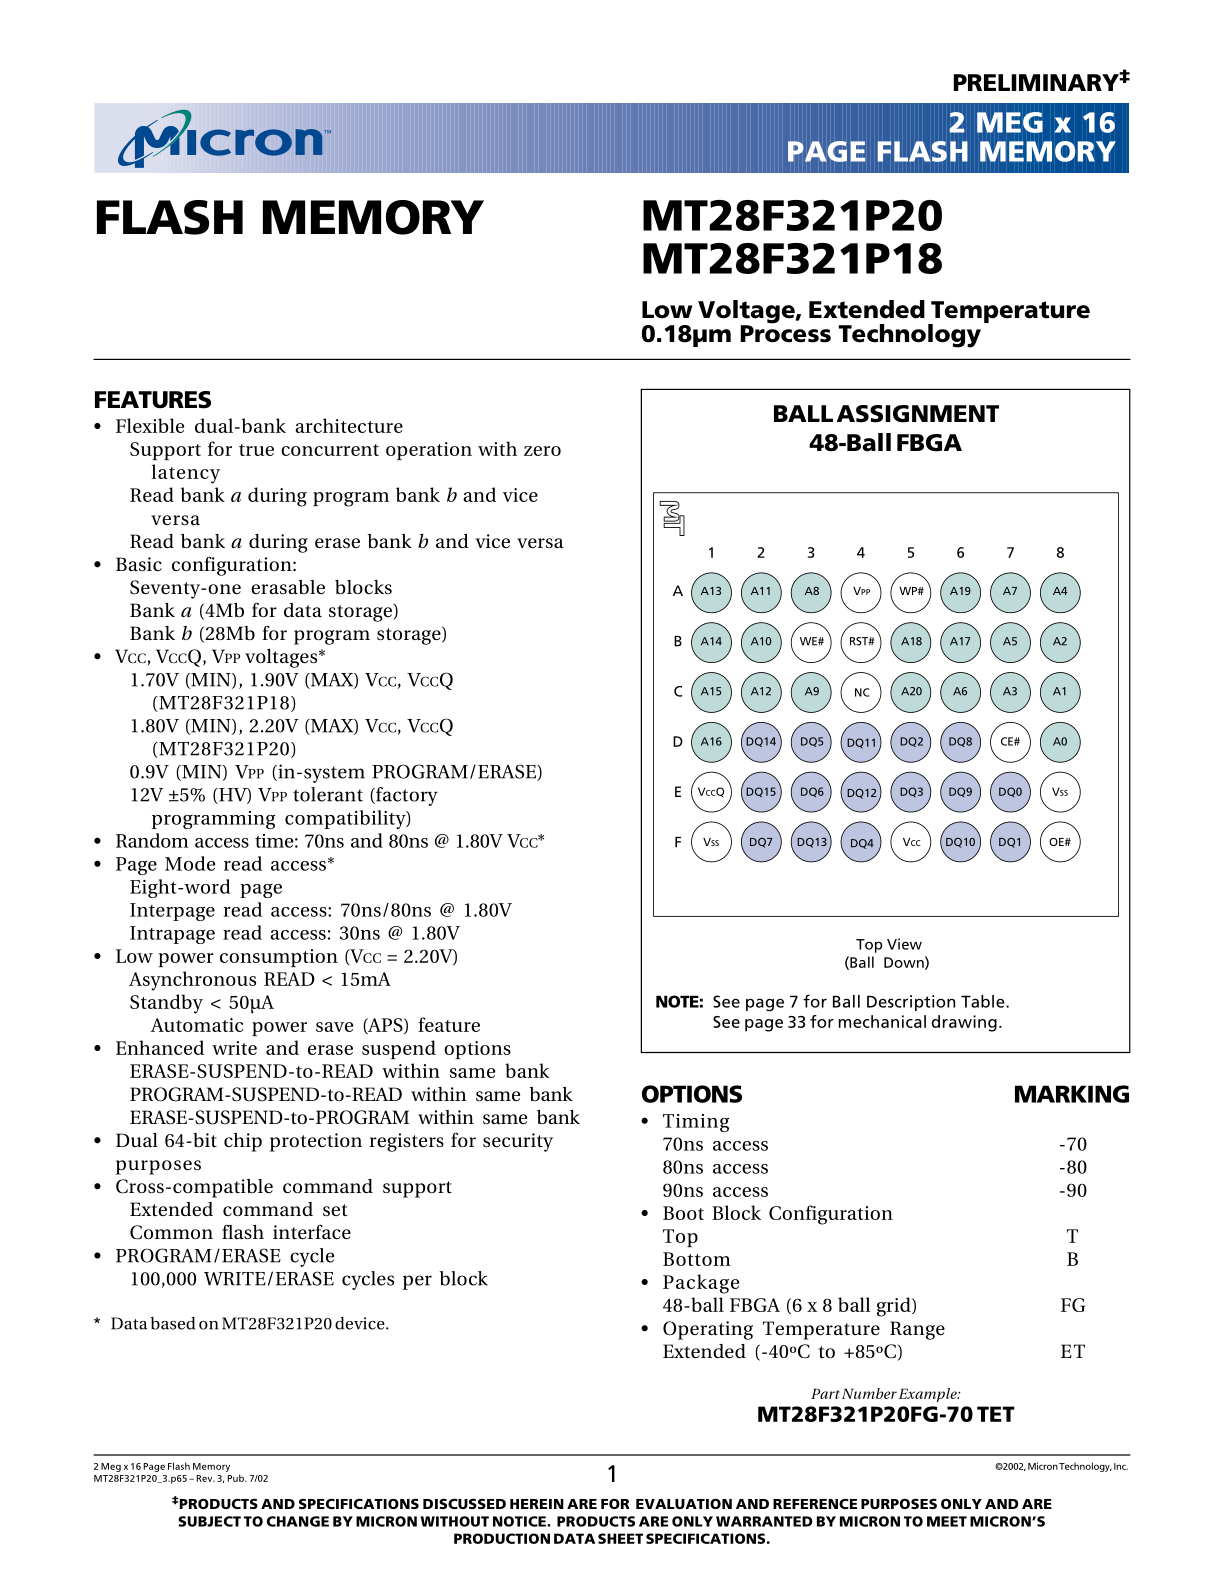 PRELIMINARY‡
Micron™
2 MEG x 16
PAGE FLASH MEMORY
FLASH MEMORY
MT28F321P20
MT28F321P18
Low Voltage, Extended Temperature
0.18µm Process Technology
FEATURES
• Flexible dual-bank architecture
Support for true concurrent operation with zero
latency
Read bank a during program bank b and vice
versa
Read bank a during erase bank b and vice versa
• Basic configuration:
Seventy-one erasable blocks
Bank a (4Mb for data storage)
Bank b (28Mb for program storage)
• VCC, VCCQ, VPP voltages*
1.70V (MIN), 1.90V (MAX) VCC, VCCQ
(MT28F321P18)
1.80V (MIN), 2.20V (MAX) VCC, VCCQ
(MT28F321P20)
0.9V (MIN) VPP (in-system PROGRAM/ERASE)
12V ±5% (HV) VPP tolerant (factory
programming compatibility)
• Random access time: 70ns and 80ns @ 1.80V VCC*
• Page Mode read access*
Eight-word page
Interpage read access: 70ns/80ns @ 1.80V
Intrapage read access: 30ns @ 1.80V
• Low power consumption (VCC = 2.20V)
Asynchronous READ < 15mA
Standby < 50µA
Automatic power save (APS) feature
• Enhanced write and erase suspend options
ERASE-SUSPEND-to-READ within same bank
PROGRAM-SUSPEND-to-READ within same bank
ERASE-SUSPEND-to-PROGRAM within same bank
• Dual 64-bit chip protection registers for security
purposes
• Cross-compatible command support
Extended command set
Common flash interface
• PROGRAM/ERASE cycle
100,000 WRITE/ERASE cycles per block
* Data based on MT28F321P20 device.
BALL ASSIGNMENT
48-Ball FBGA
1 2 3 4 5 6 7 8
A A13 A11 A8 VPP WP# A19 A7 A4
B A14 A10 WE# RST# A18 A17 A5 A2
C A15 A12 A9 NC A20 A6 A3 A1
D A16 DQ14 DQ5 DQ11 DQ2 DQ8 CE# A0
E VCCQ DQ15 DQ6 DQ12 DQ3 DQ9 DQ0 VSS
F VSS DQ7 DQ13 DQ4 VCC DQ10 DQ1 OE#
Top View
(Ball Down)
NOTE: See page 7 for Ball Description Table.
See page 33 for mechanical drawing.
OPTIONS MARKING
• Timing
70ns access -70
80ns access -80
90ns access -90
• Boot Block Configuration
Top T
Bottom B
• Package
48-ball FBGA (6 x 8 ball grid) FG
• Operating Temperature Range
Extended (-40ºC to +85ºC) ET
Part Number Example:
MT28F321P20FG-70 TET
2 Meg x 16 Page Flash Memory
MT28F321P20_3.p65 – Rev. 3, Pub. 7/02
1
©2002, Micron Technology, Inc.
‡PRODUCTS AND SPECIFICATIONS DISCUSSED HEREIN ARE FOR EVALUATION AND REFERENCE PURPOSES ONLY AND ARE
SUBJECT TO CHANGE BY MICRON WITHOUT NOTICE. PRODUCTS ARE ONLY WARRANTED BY MICRON TO MEET MICRON'S
PRODUCTION DATA SHEET SPECIFICATIONS.